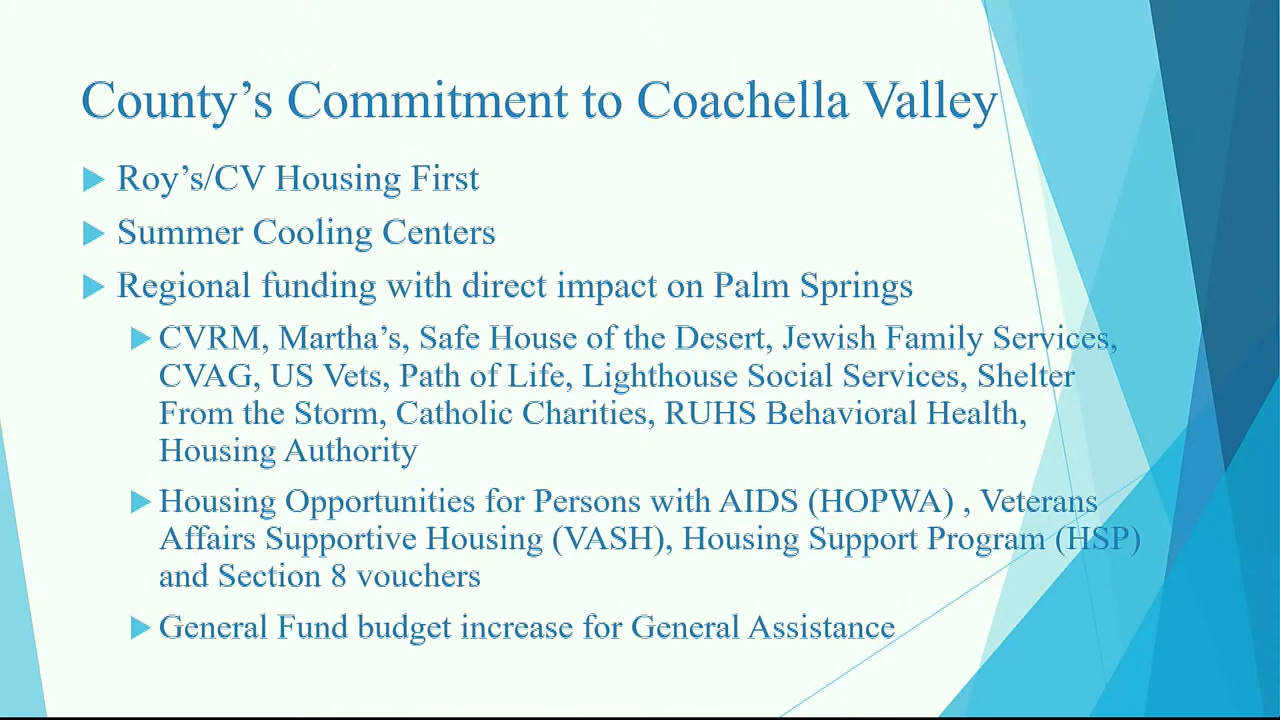 County’s Commitment to Coachella Valley
Roy’s/CV Housing First
Summer Cooling Centers
Regional funding with direct impact on Palm Springs
CVRM, Martha’s, Safe House of the Desert, Jewish Family Services,
CVAG, US Vets, Path of Life, Lighthouse Social Services, Shelter
From the Storm, Catholic Charities, RUHS Behavioral Health,
Housing Authority
Housing Opportunities for Persons with AIDS (HOPWA) , Veterans
Affairs Supportive Housing (VASH), Housing Support Program (HSP)
and Section 8 vouchers
General Fund budget increase for General Assistance